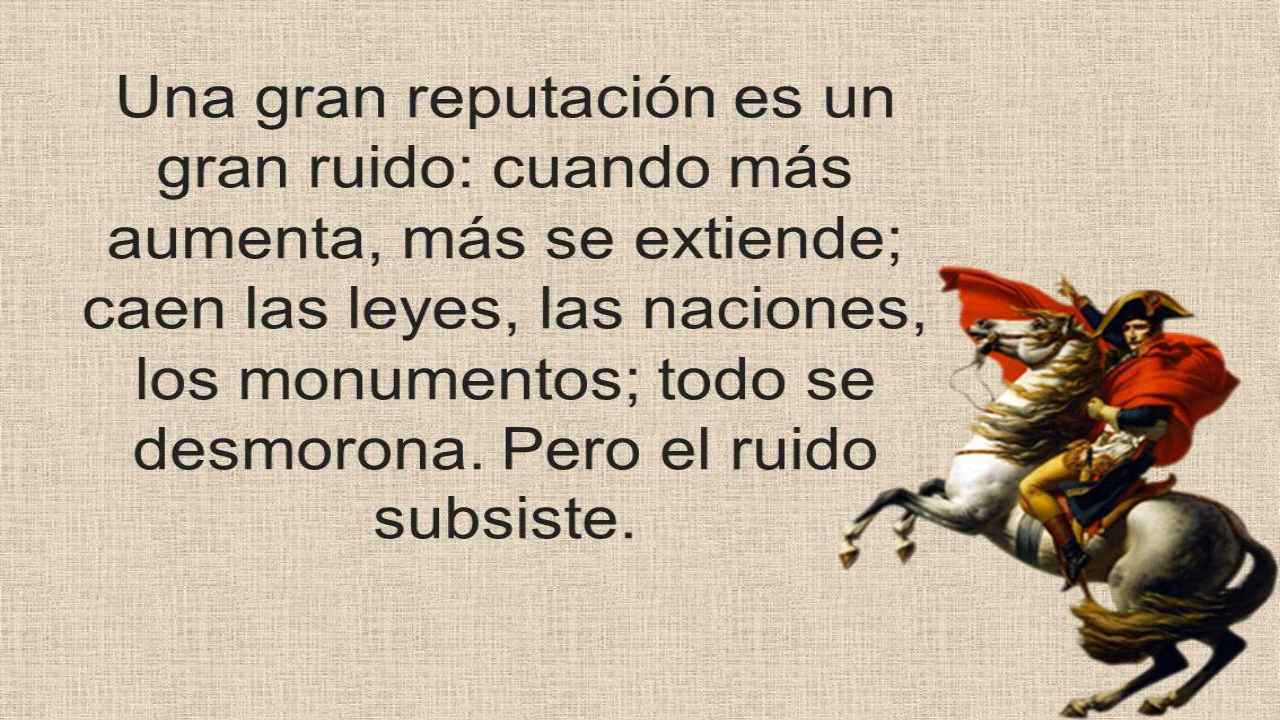 Una gran reputación es un
gran ruido: cuando más
aumenta, más se extiende;
caen las leyes, las naciones,
los monumentos; todo se
desmorona. Pero el ruido
subsiste.